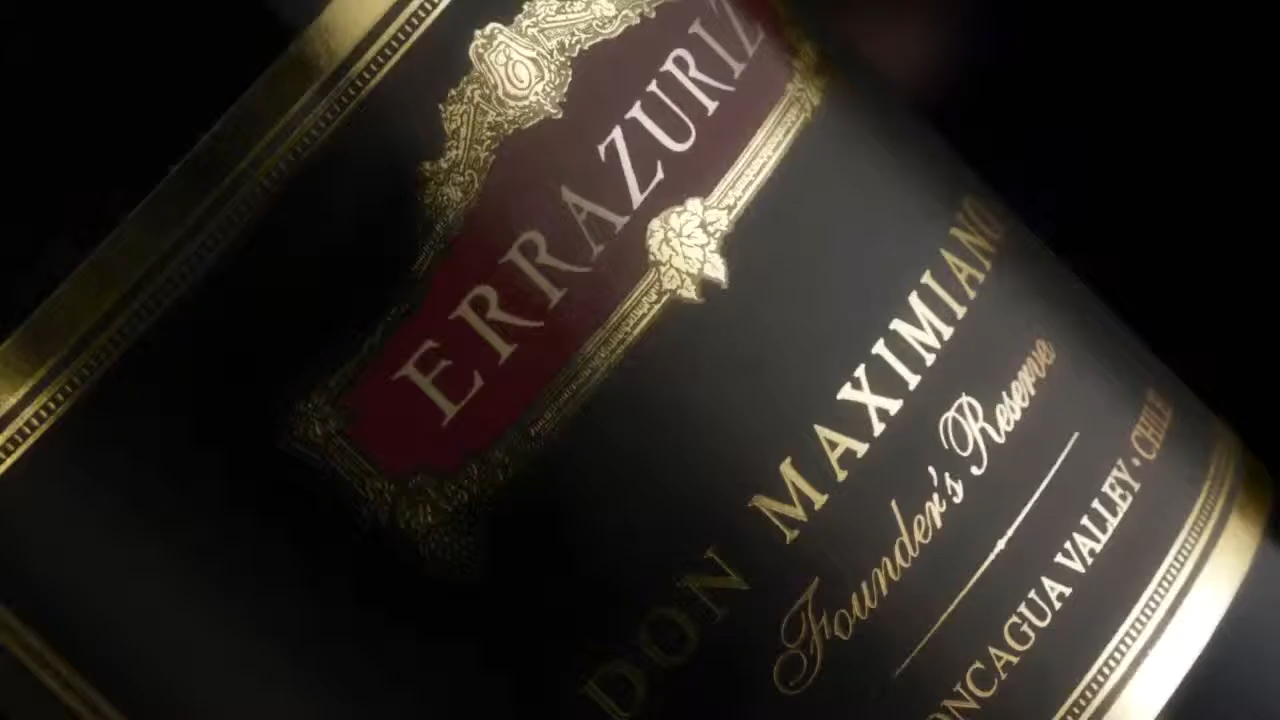 ERRAZURIZ
DON MAXIMIANO
Founder's Reserve
ONCAGUA VALLEY • CHILE